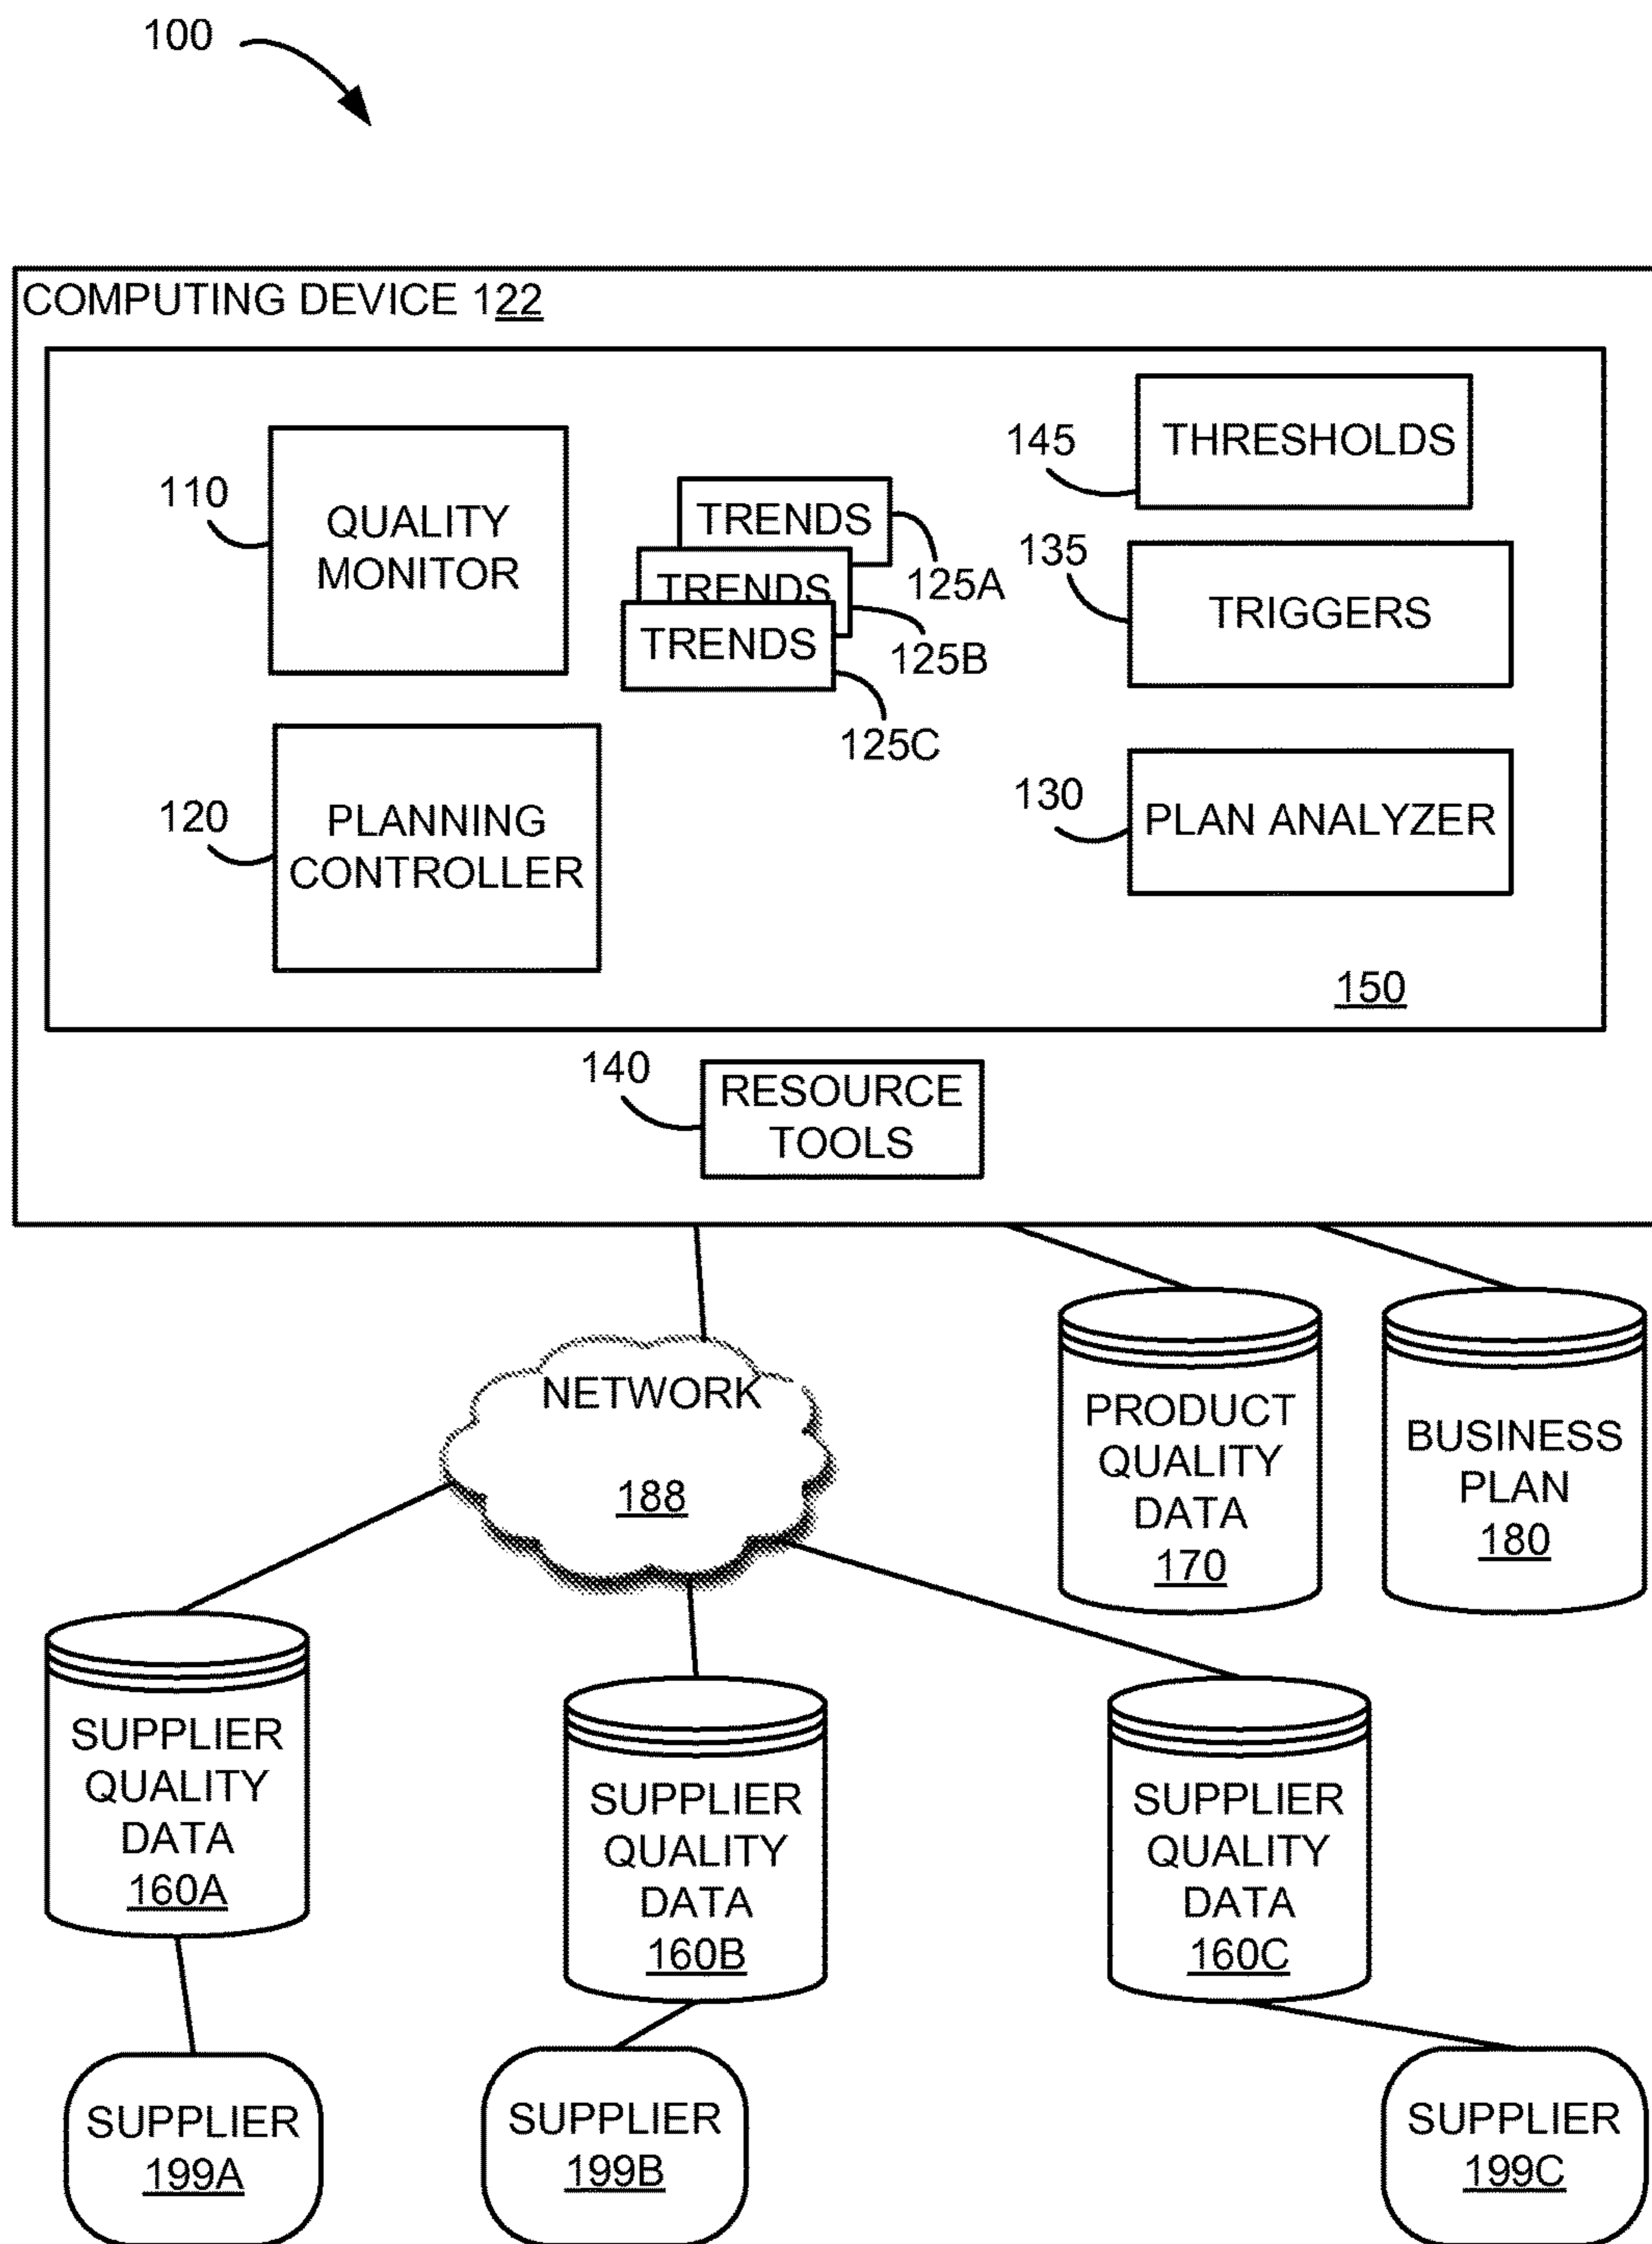 100
COMPUTING DEVICE 122
THRESHOLDS
145
110
QUALITY
MONITOR
TRENDS
125A
TRENDS
125B
TRENDS
125C
135
TRIGGERS
120
PLANNING
CONTROLLER
130
PLAN ANALYZER
150
140
RESOURCE
TOOLS
NETWORK
188
PRODUCT
QUALITY
DATA
170
BUSINESS
PLAN
180
SUPPLIER
QUALITY
DATA
160A
SUPPLIER
QUALITY
DATA
160B
SUPPLIER
QUALITY
DATA
160C
SUPPLIER
199A
SUPPLIER
199B
SUPPLIER
199C